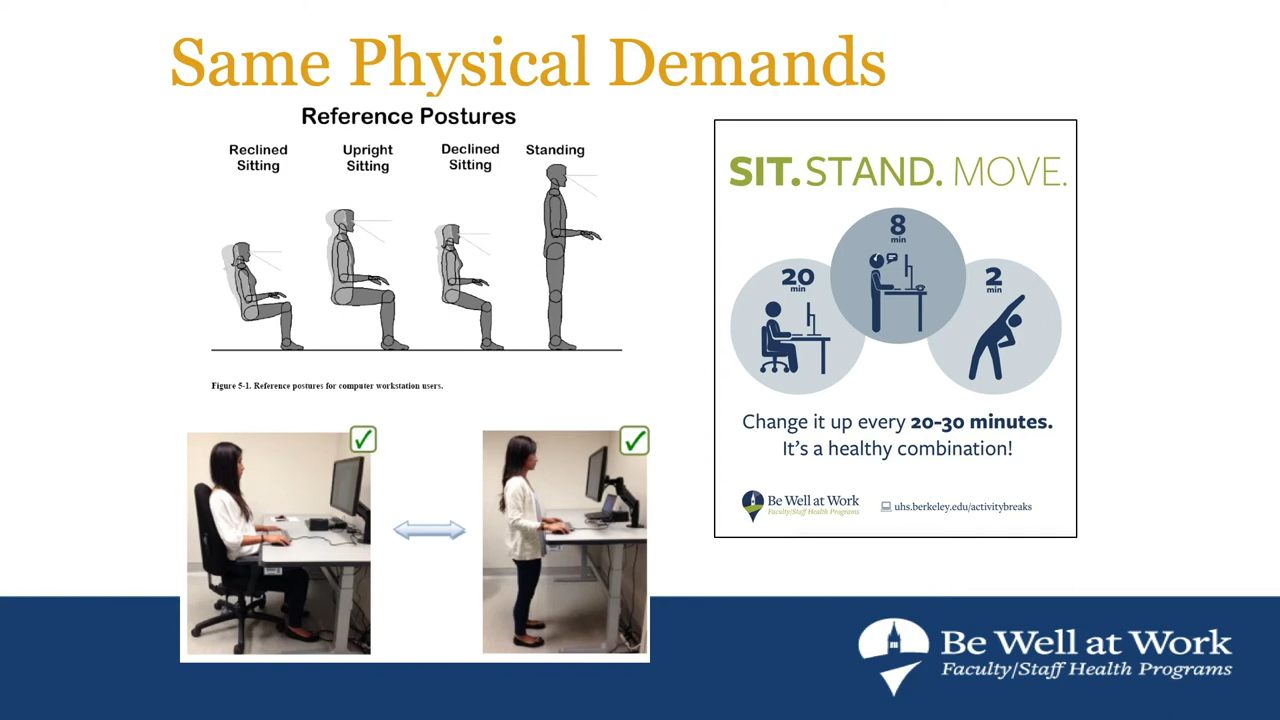 Same Physical Demands
Reference Postures
Reclined
Sitting
Upright
Sitting
Declined
Sitting
Standing
Figure 5-1. Reference postures for computer workstation users.
SIT. STAND. MOVE.
20
min
8
min
2
min
Change it up every 20-30 minutes.
It's a healthy combination!
Be Well at Work
Faculty/Staff Health Programs
uhs.berkeley.edu/activitybreaks
Be Well at Work
Faculty/Staff Health Programs